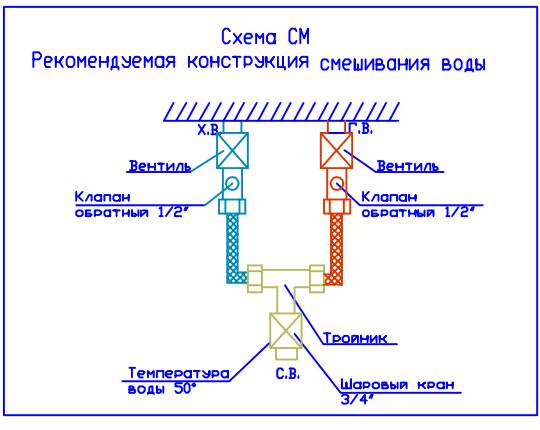 Схема СМ
Рекомендуемая конструкция смешивания воды
Х.В.
Г.В.
Вентиль
Вентиль
Клапан
обратный 1/2"
Клапан
обратный 1/2"
Тройник
Температура
воды 50°
С.В.
Шаровый кран
3/4"